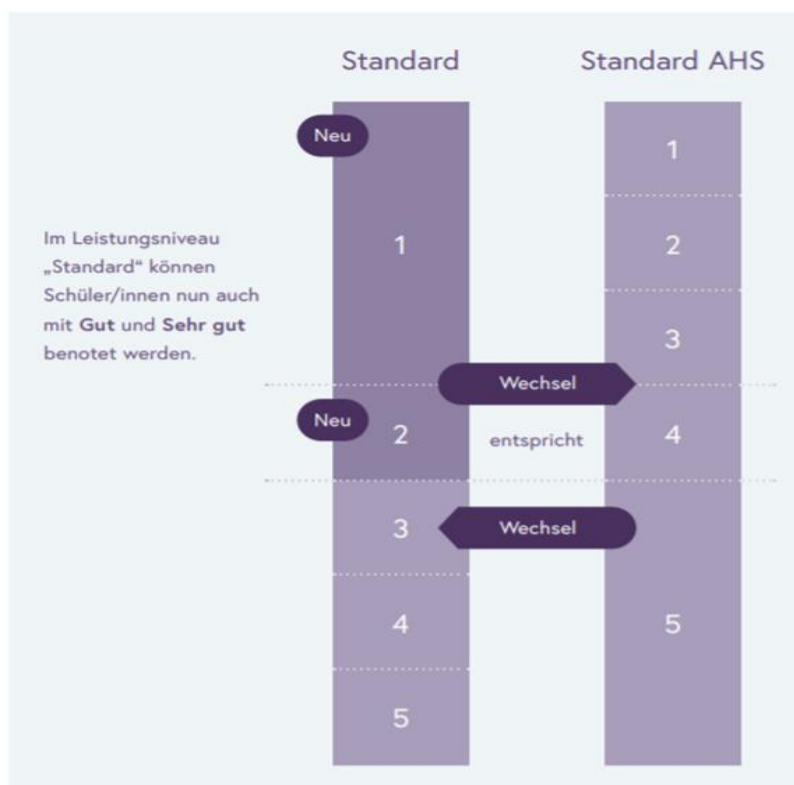 Standard
Standard AHS
Neu
1
1
Im Leistungsniveau
„Standard“ können
Schüler/innen nun auch
mit Gut und Sehr gut
benotet werden.
2
3
Wechsel
Neu
2
entspricht
4
3
Wechsel
4
5
5